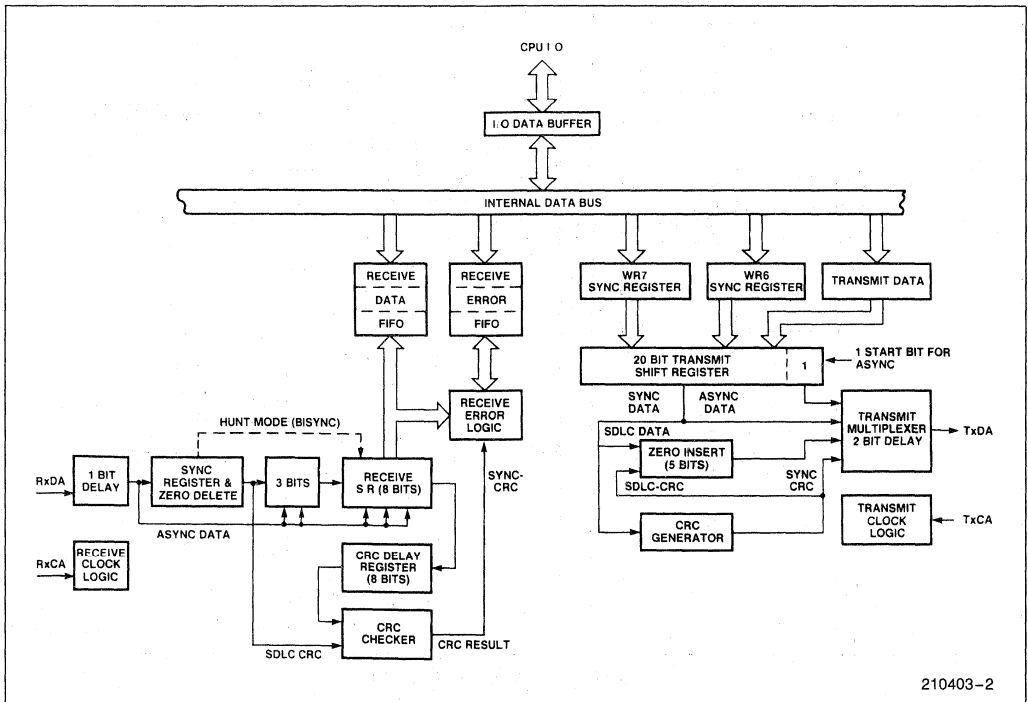 CPU I O
I/O DATA BUFFER
INTERNAL DATA BUS
RECEIVE
DATA
FIFO
RECEIVE
ERROR
FIFO
WR7
SYNC REGISTER
WR6
SYNC REGISTER
TRANSMIT DATA
20 BIT TRANSMIT
SHIFT REGISTER
1
1 START BIT FOR
ASYNC
RECEIVE
ERROR
LOGIC
HUNT MODE (BISYNC)
SYNC
DATA
ASYNC
DATA
TRANSMIT
MULTIPLEXER
2 BIT DELAY
TxDA
SDLC DATA
ZERO INSERT
(5 BITS)
SDLC-CRC
SYNC
CRC
RxDA
1 BIT
DELAY
SYNC
REGISTER &
ZERO DELETE
3 BITS
RECEIVE
S R (8 BITS)
SYNC-
CRC
ASYNC DATA
CRC
GENERATOR
TRANSMIT
CLOCK
LOGIC
TxCA
RxCA
RECEIVE
CLOCK
LOGIC
CRC DELAY
REGISTER
(8 BITS)
CRC
CHECKER
CRC RESULT
SDLC CRC
210403-2